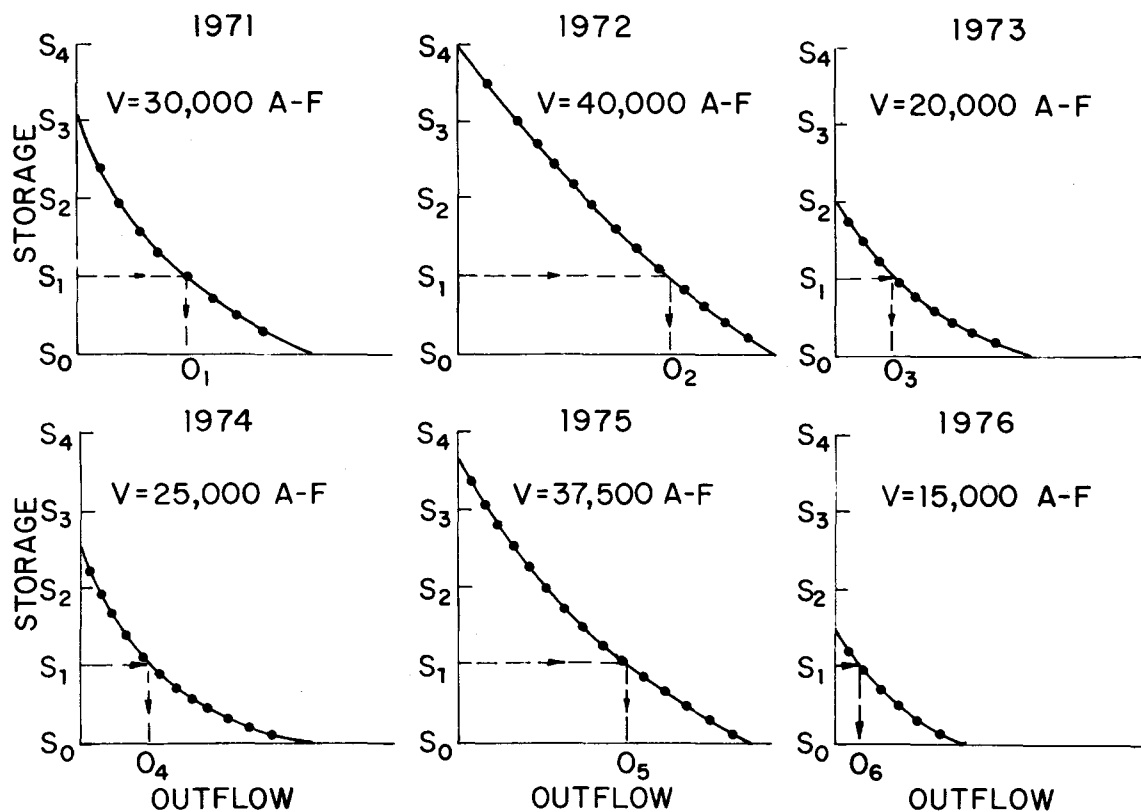 1971
V=30,000 A-F
STORAGE
S4
S3
S2
S1
S0
O1
1972
V=40,000 A-F
S4
S3
S2
S1
S0
O2
1973
V=20,000 A-F
S4
S3
S2
S1
S0
O3
1974
V=25,000 A-F
STORAGE
S4
S3
S2
S1
S0
O4
OUTFLOW
1975
V=37,500 A-F
S4
S3
S2
S1
S0
O5
OUTFLOW
1976
V=15,000 A-F
S4
S3
S2
S1
S0
O6
OUTFLOW